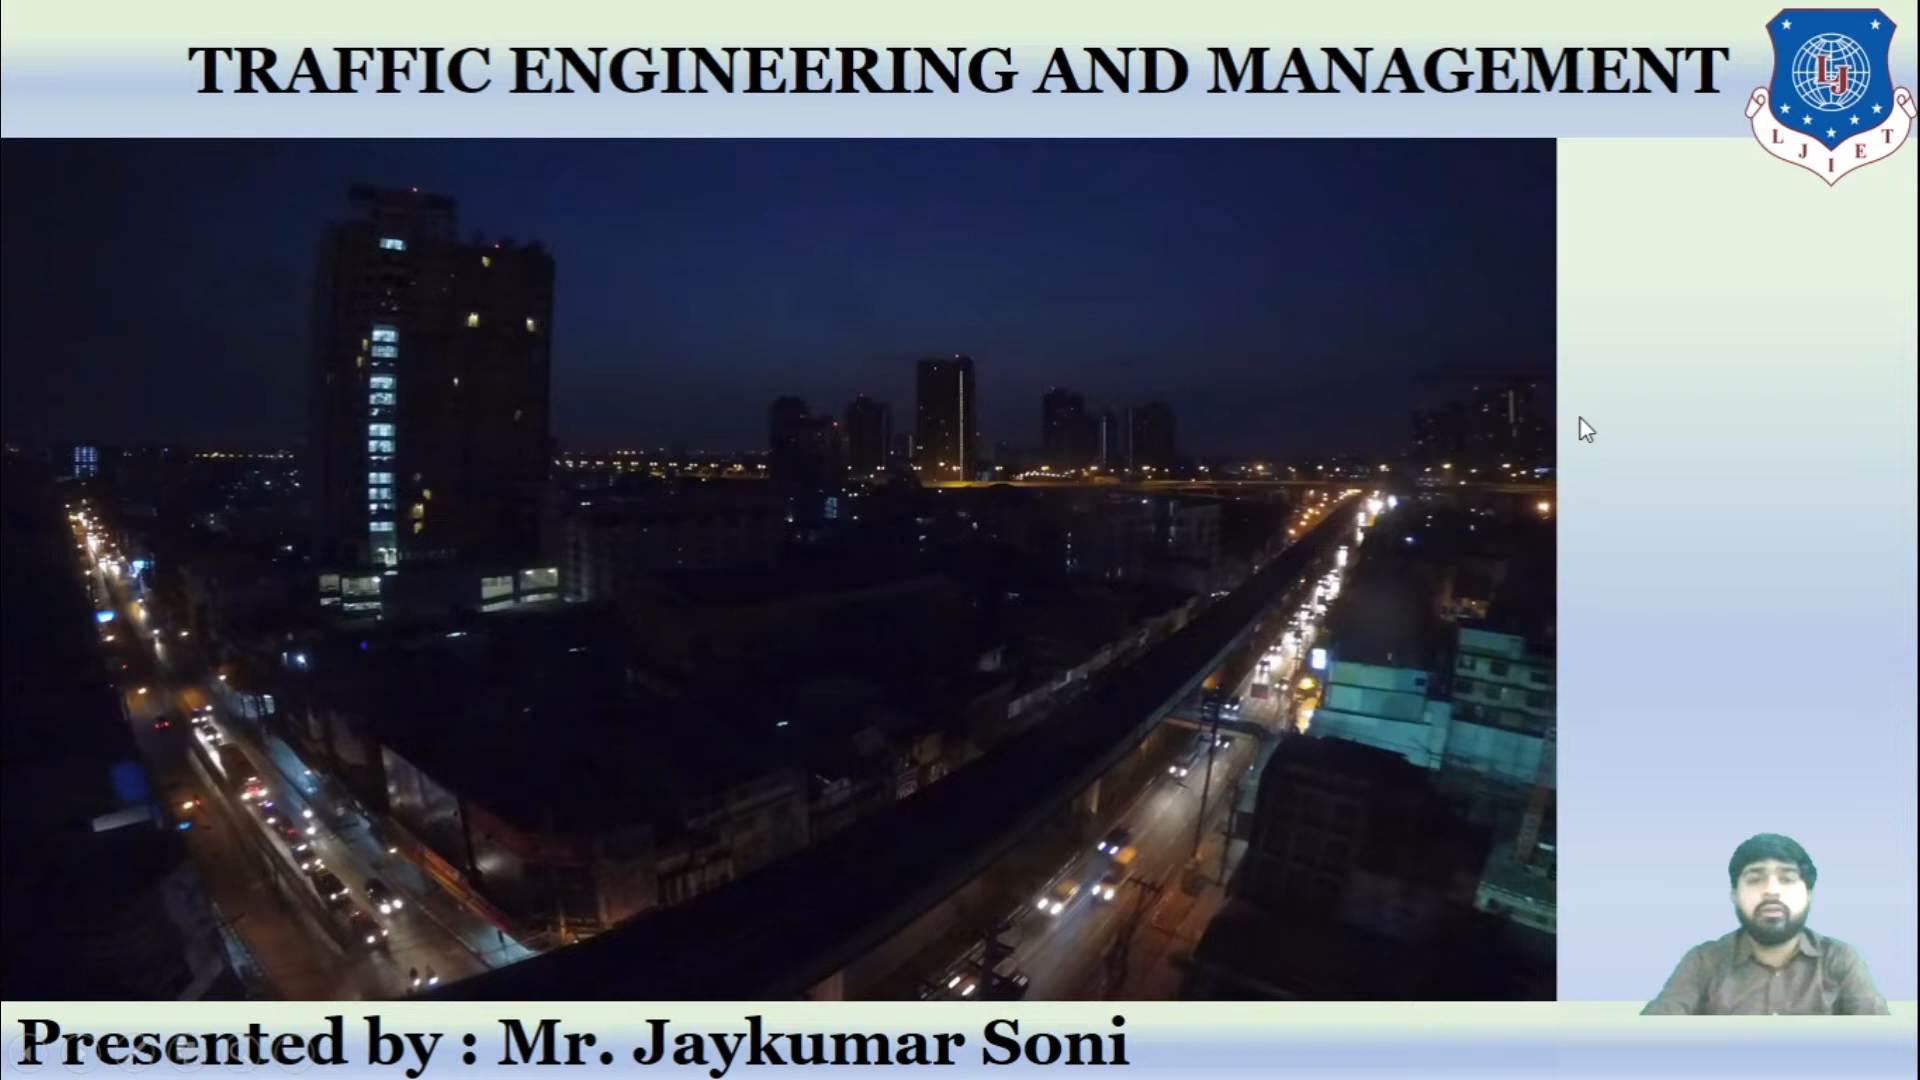 TRAFFIC ENGINEERING AND MANAGEMENT
LJ
L J I E T
Presented by : Mr. Jaykumar Soni